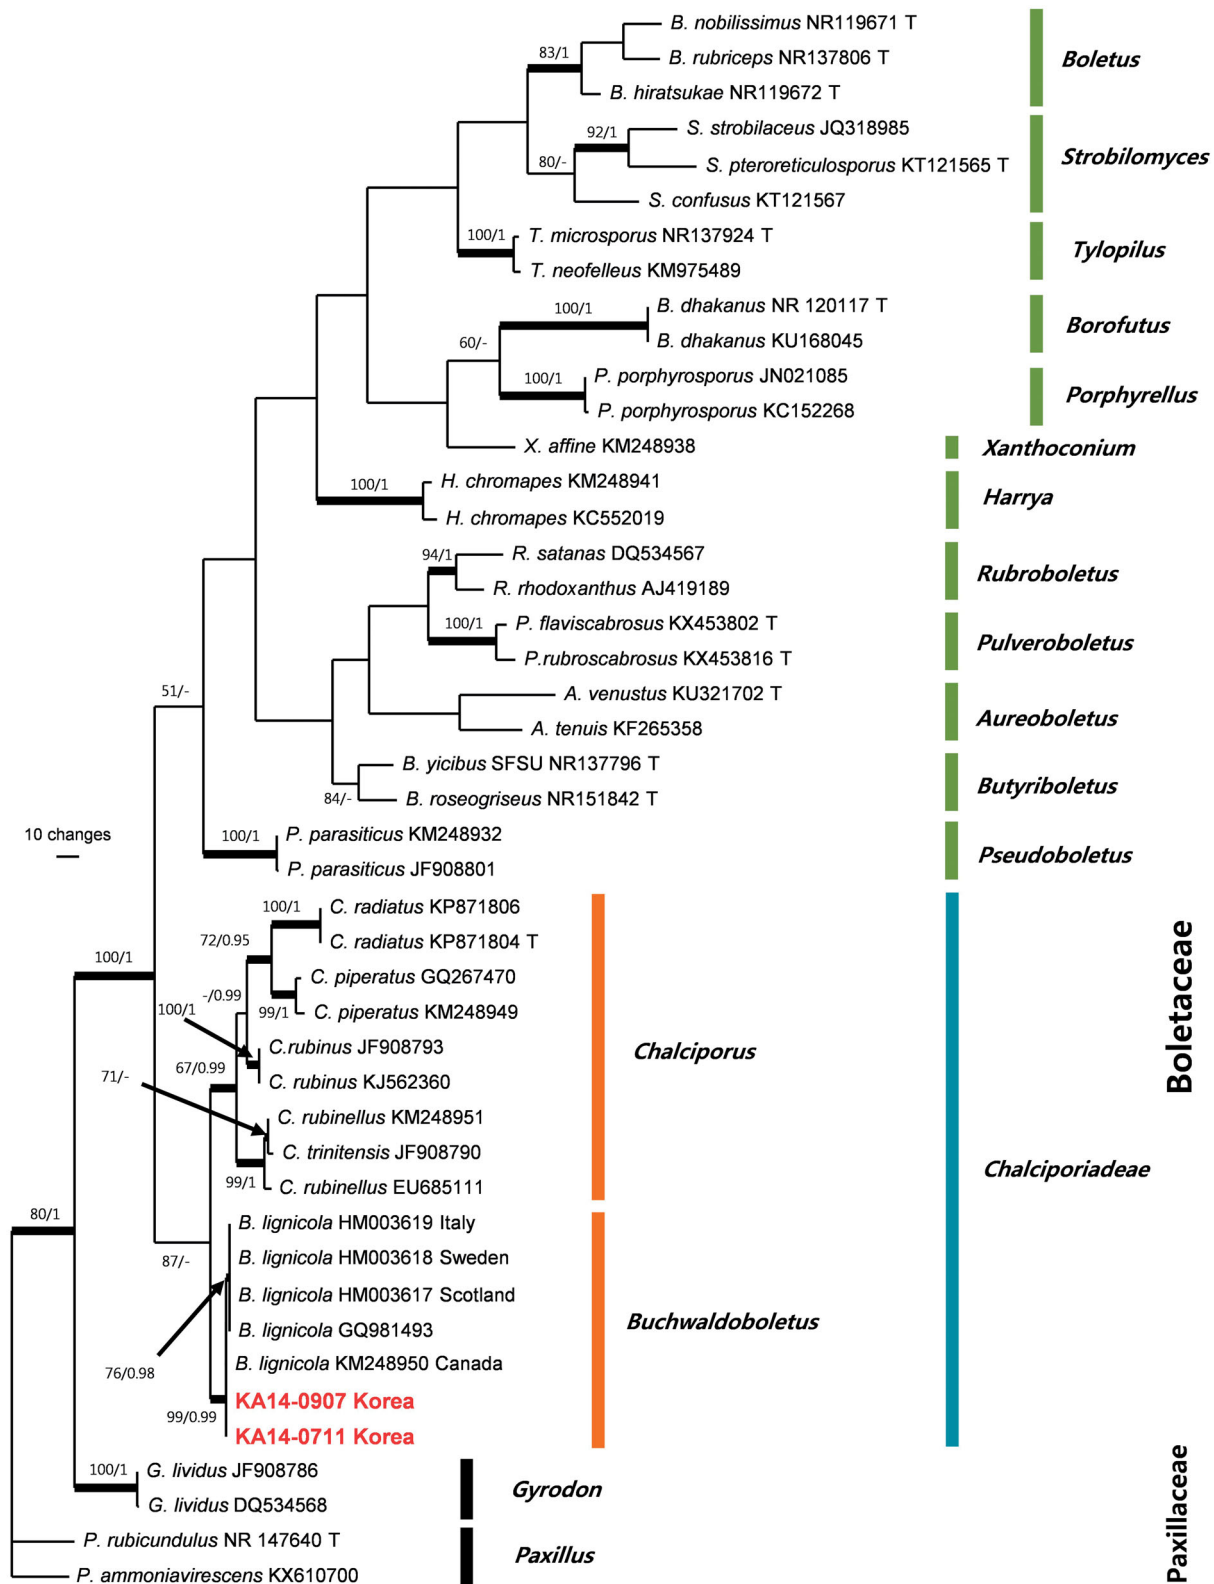 B. nobilissimus NR119671 T
83/1
B. rubriceps NR137806 T
Boletus
B. hiratsukae NR119672 T
92/1
S. strobilaceus JQ318985
80/-
S. pteroreticulosporus KT121565 T
Strobilomyces
S. confusus KT121567
100/1
T. microsporus NR137924 T
T. neofelleus KM975489
Tylopilus
100/1
B. dhakanus NR 120117 T
B. dhakanus KU168045
Borofutus
60/-
100/1
P. porphyrosporus JN021085
P. porphyrosporus KC152268
Porphyrellus
X. affine KM248938
Xanthoconium
100/1
H. chromapes KM248941
H. chromapes KC552019
Harrya
94/1
R. satanas DQ534567
R. rhodoxanthus AJ419189
Rubroboletus
100/1
P. flaviscabrosus KX453802 T
P.rubroscabrosus KX453816 T
Pulveroboletus
51/-
A. venustus KU321702 T
A. tenuis KF265358
Aureoboletus
B. yicibus SFSU NR137796 T
84/-
B. roseogriseus NR151842 T
Butyriboletus
10 changes
100/1
P. parasiticus KM248932
P. parasiticus JF908801
Pseudoboletus
100/1
C. radiatus KP871806
C. radiatus KP871804 T
72/0.95
100/1
C. piperatus GQ267470
-/0.99
99/1
C. piperatus KM248949
100/1
C.rubinus JF908793
Chalciporus
67/0.99
C. rubinus KJ562360
71/-
C. rubinellus KM248951
C. trinitensis JF908790
99/1
C. rubinellus EU685111
Chalciporiadeae
Boletaceae
80/1
B. lignicola HM003619 Italy
87/-
B. lignicola HM003618 Sweden
B. lignicola HM003617 Scotland
B. lignicola GQ981493
Buchwaldoboletus
76/0.98
B. lignicola KM248950 Canada
99/0.99
KA14-0907 Korea
KA14-0711 Korea
100/1
G. lividus JF908786
G. lividus DQ534568
Gyrodon
P. rubicundulus NR 147640 T
P. ammoniavirescens KX610700
Paxillus
Paxillaceae